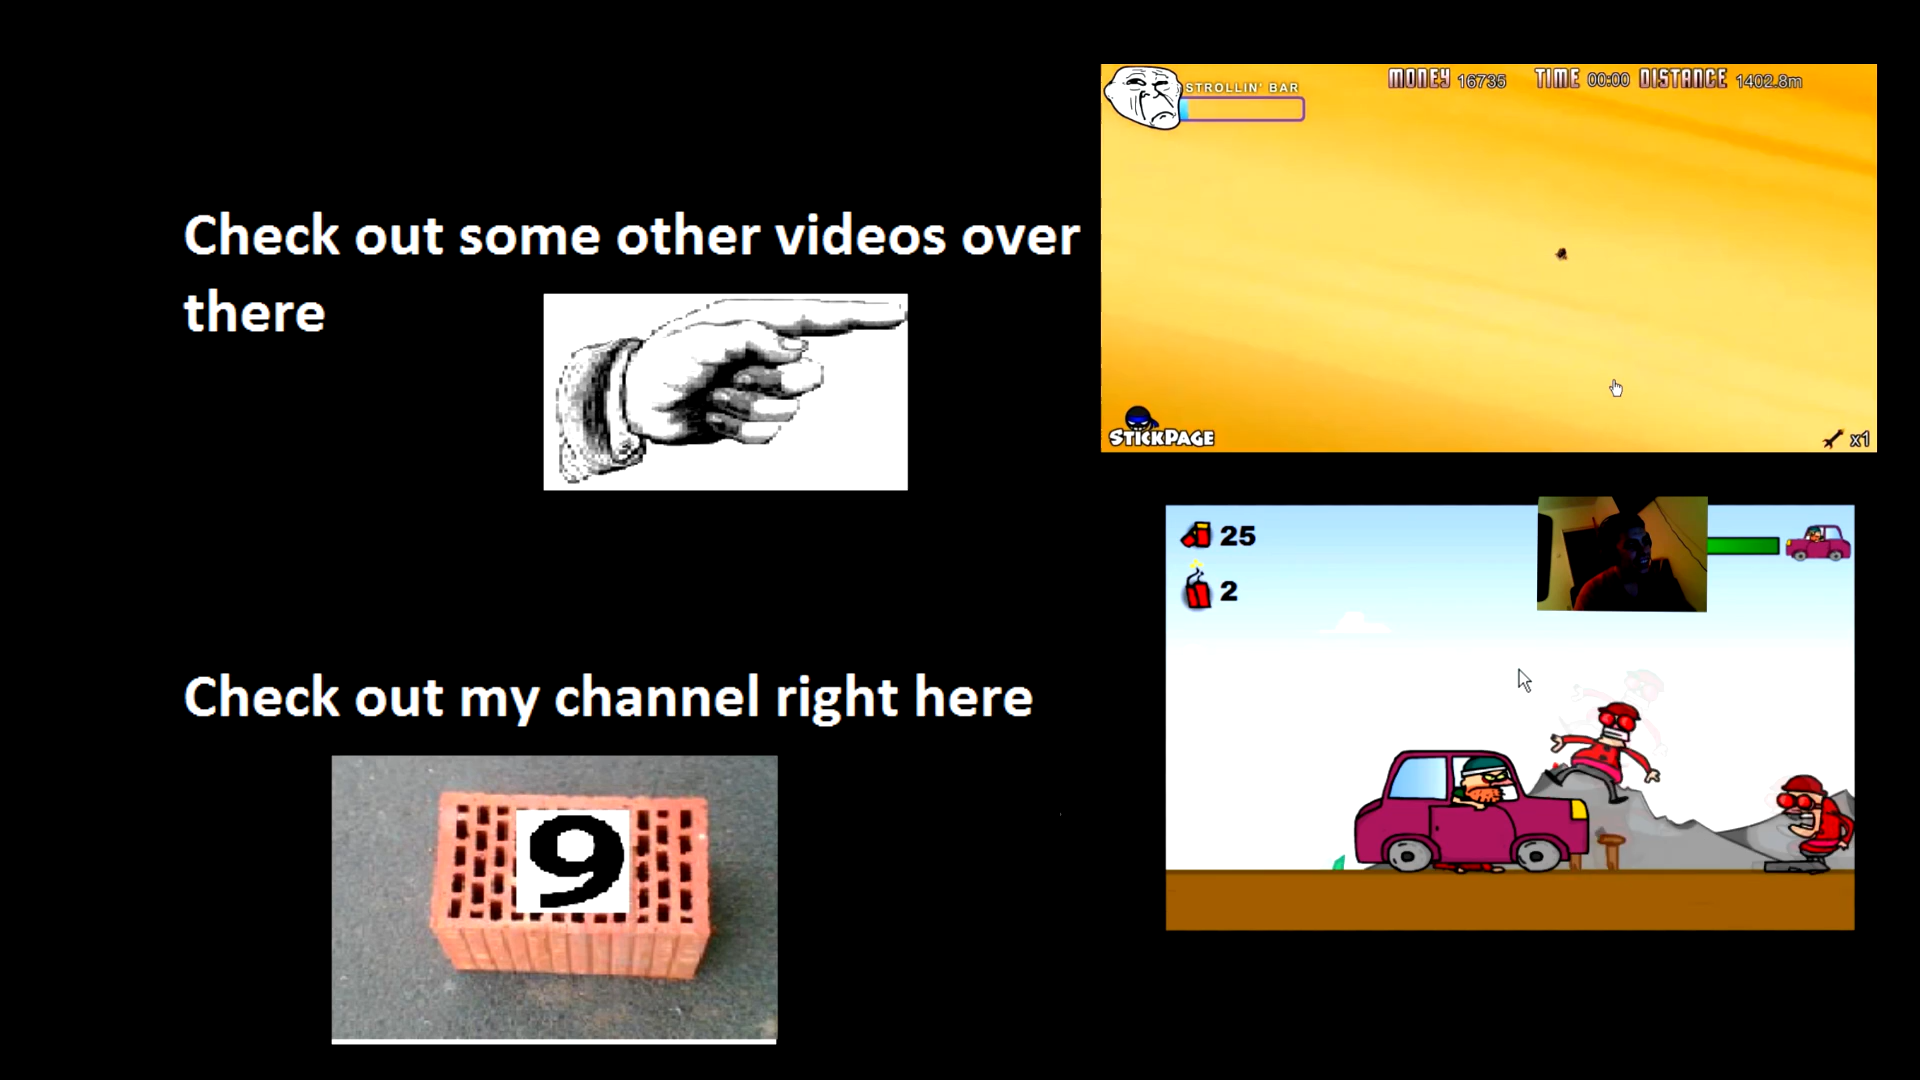 Check out some other videos over
there
STROLLIN' BAR
MONEY 16735 TIME 00:00 DISTANCE 1402.8m
STICKPAGE
x1
25
2
Check out my channel right here
9